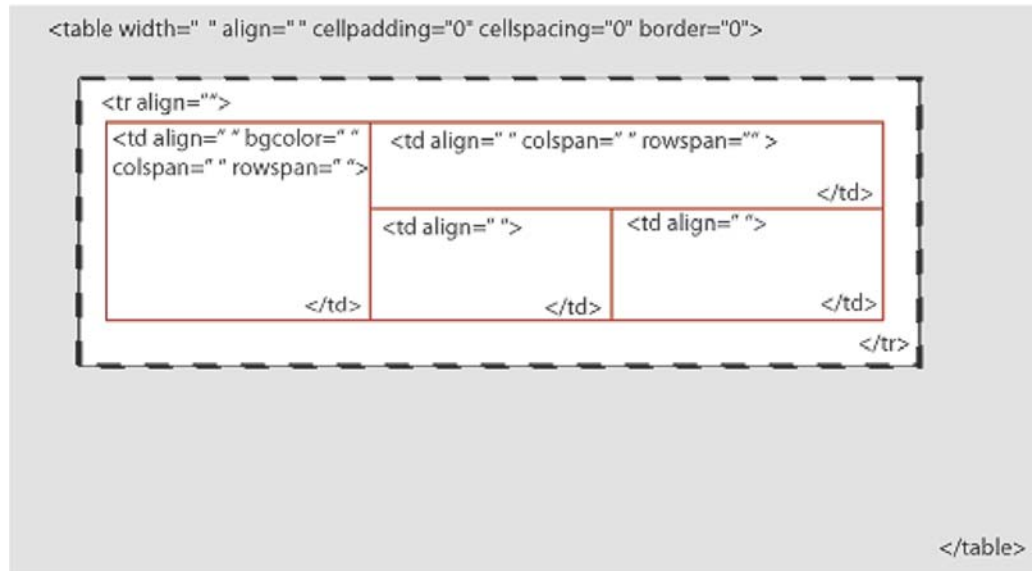 <table width="  " align=" " cellpadding="0" cellspacing="0" border="0">
<tr align="“>
<td align=“ “ bgcolor=“ “
colspan=“ “ rowspan=“ “>
</td>
<td align=“ “ colspan=“ “ rowspan=““ >
</td>
<td align=“ “>
</td>
<td align=“ “>
</td>
</tr>
</table>